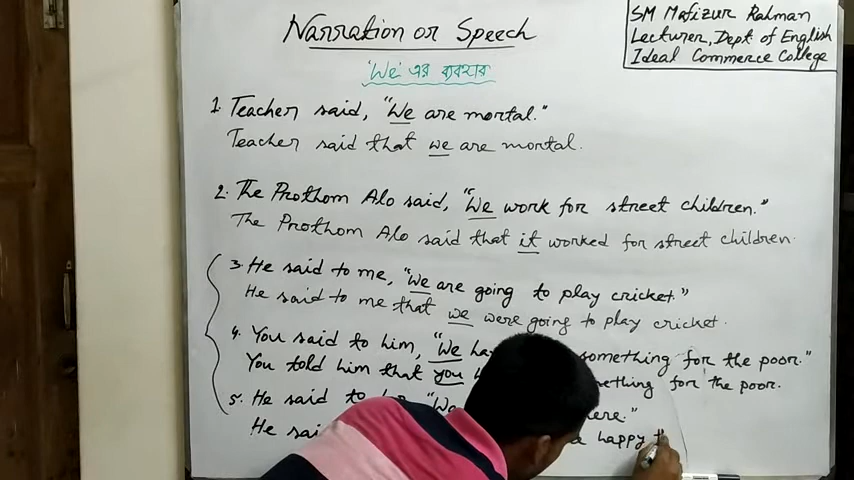 Narration or Speech
SM Mafizur Rahman
Lecturer, Dept of English
Ideal Commerce College
'We' এর ব্যবহার
1. Teacher said, "We are mortal."
Teacher said that we are mortal.
2. The Prothom Alo said, "We work for street children."
The Prothom Alo said that it worked for street children.
3. He said to me, "We are going to play cricket."
He said to me that we were going to play cricket.
4. You said to him, "We something for the poor."
You told him that you for the poor.
5. He said to "We
He happy